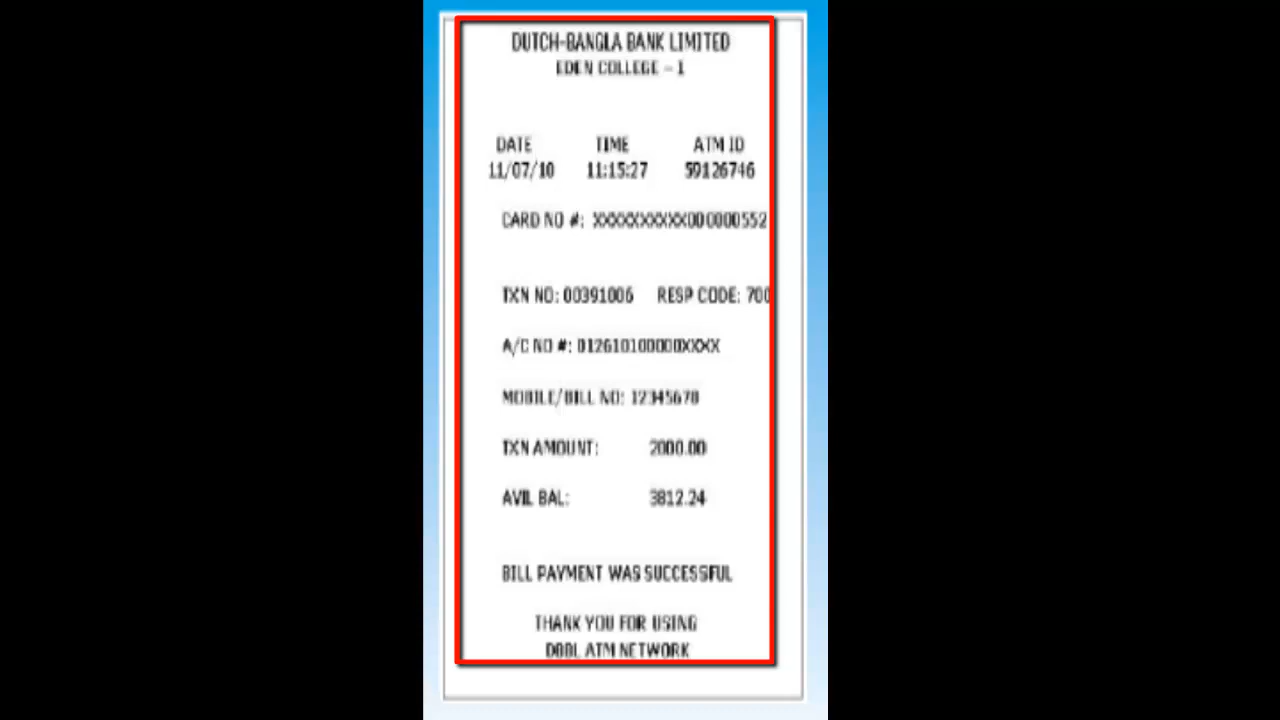 DUTCH-BANGLA BANK LIMITED
EDEN COLLEGE - 1
DATE TIME ATM ID
11/07/10 11:15:27 59126746
CARD NO #: XXXXXXXXXX000000552
TXN NO: 00391006 RESP CODE: 700
A/C NO #: 012610100000XXXX
MOBILE/BILL NO: 12345678
TXN AMOUNT: 2000.00
AVIL BAL: 3812.24
BILL PAYMENT WAS SUCCESSFUL
THANK YOU FOR USING
DBBL ATM NETWORK